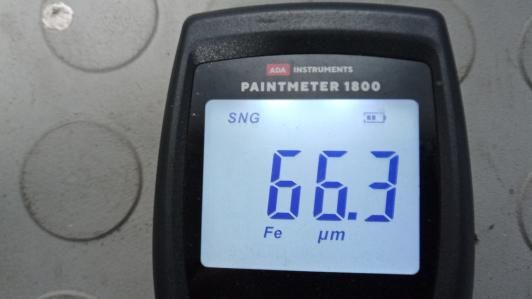 ADA INSTRUMENTS
PAINTMETER 1800
SNG
66.3
Fe µm